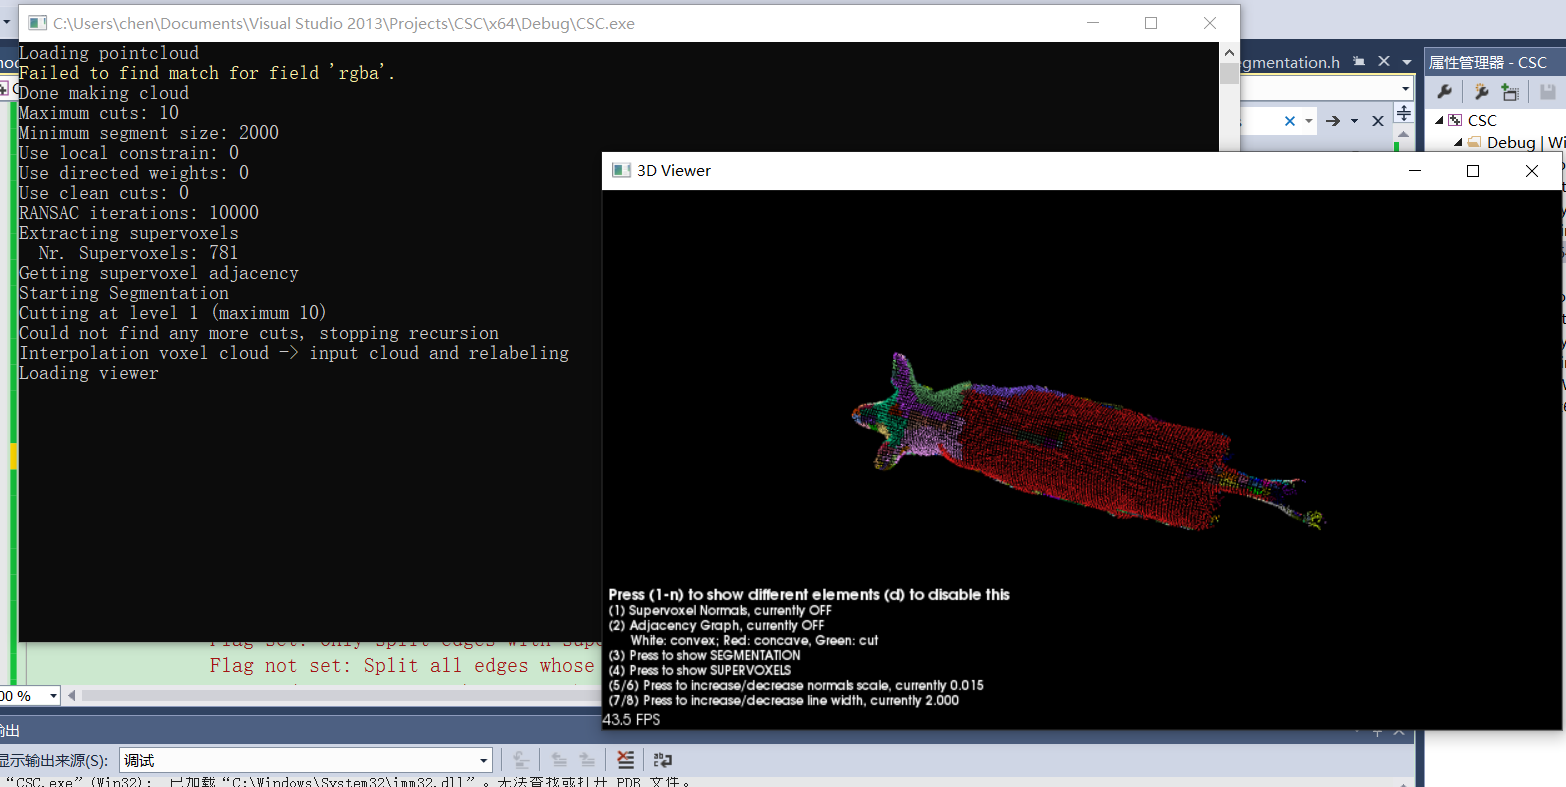 C:\Users\chen\Documents\Visual Studio 2013\Projects\CSC\x64\Debug\CSC.exe
Loading pointcloud
Failed to find match for field 'rgba'.
Done making cloud
Maximum cuts: 10
Minimum segment size: 2000
Use local constrain: 0
Use directed weights: 0
Use clean cuts: 0
RANSAC iterations: 10000
Extracting supervoxels
Nr. Supervoxels: 781
Getting supervoxel adjacency
Starting Segmentation
Cutting at level 1 (maximum 10)
Could not find any more cuts, stopping recursion
Interpolation voxel cloud -> input cloud and relabeling
Loading viewer
egmentation.h
属性管理器 - CSC
CSC
Debug | Wi
3D Viewer
Press (1-n) to show different elements (d) to disable this
(1) Supervoxel Normals, currently OFF
(2) Adjacency Graph, currently OFF
White: convex; Red: concave, Green: cut
(3) Press to show SEGMENTATION
(4) Press to show SUPERVOXELS
(5/6) Press to increase/decrease normals scale, currently 0.015
(7/8) Press to increase/decrease line width, currently 2.000
43.5 FPS
Flag set: Only split edges with supe
Flag not set: Split all edges whose
00 %
输出
显示输出来源(S):
调试
“CSC.exe”(Win32): 已加载“C:\Windows\System32\imm32.dll”。无法查找或打开 PDB 文件。